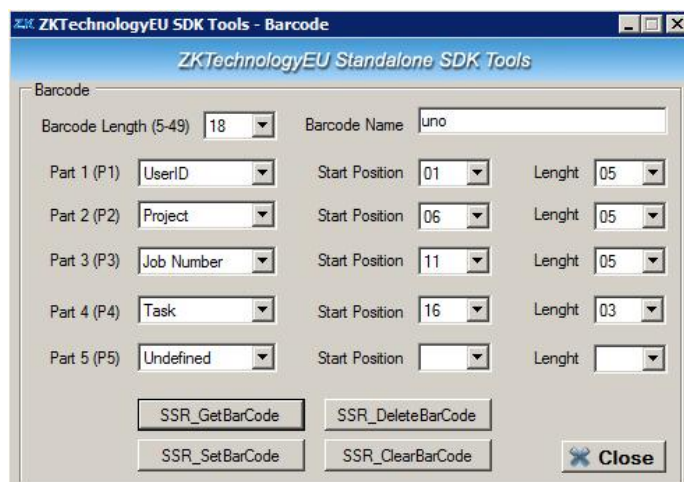 ZK ZKTechnologyEU SDK Tools - Barcode
ZKTechnologyEU Standalone SDK Tools
Barcode
Barcode Length (5-49) 18 Barcode Name uno
Part 1 (P1) UserID Start Position 01 Lenght 05
Part 2 (P2) Project Start Position 06 Lenght 05
Part 3 (P3) Job Number Start Position 11 Lenght 05
Part 4 (P4) Task Start Position 16 Lenght 03
Part 5 (P5) Undefined Start Position Lenght
SSR_GetBarCode SSR_DeleteBarCode
SSR_SetBarCode SSR_ClearBarCode Close